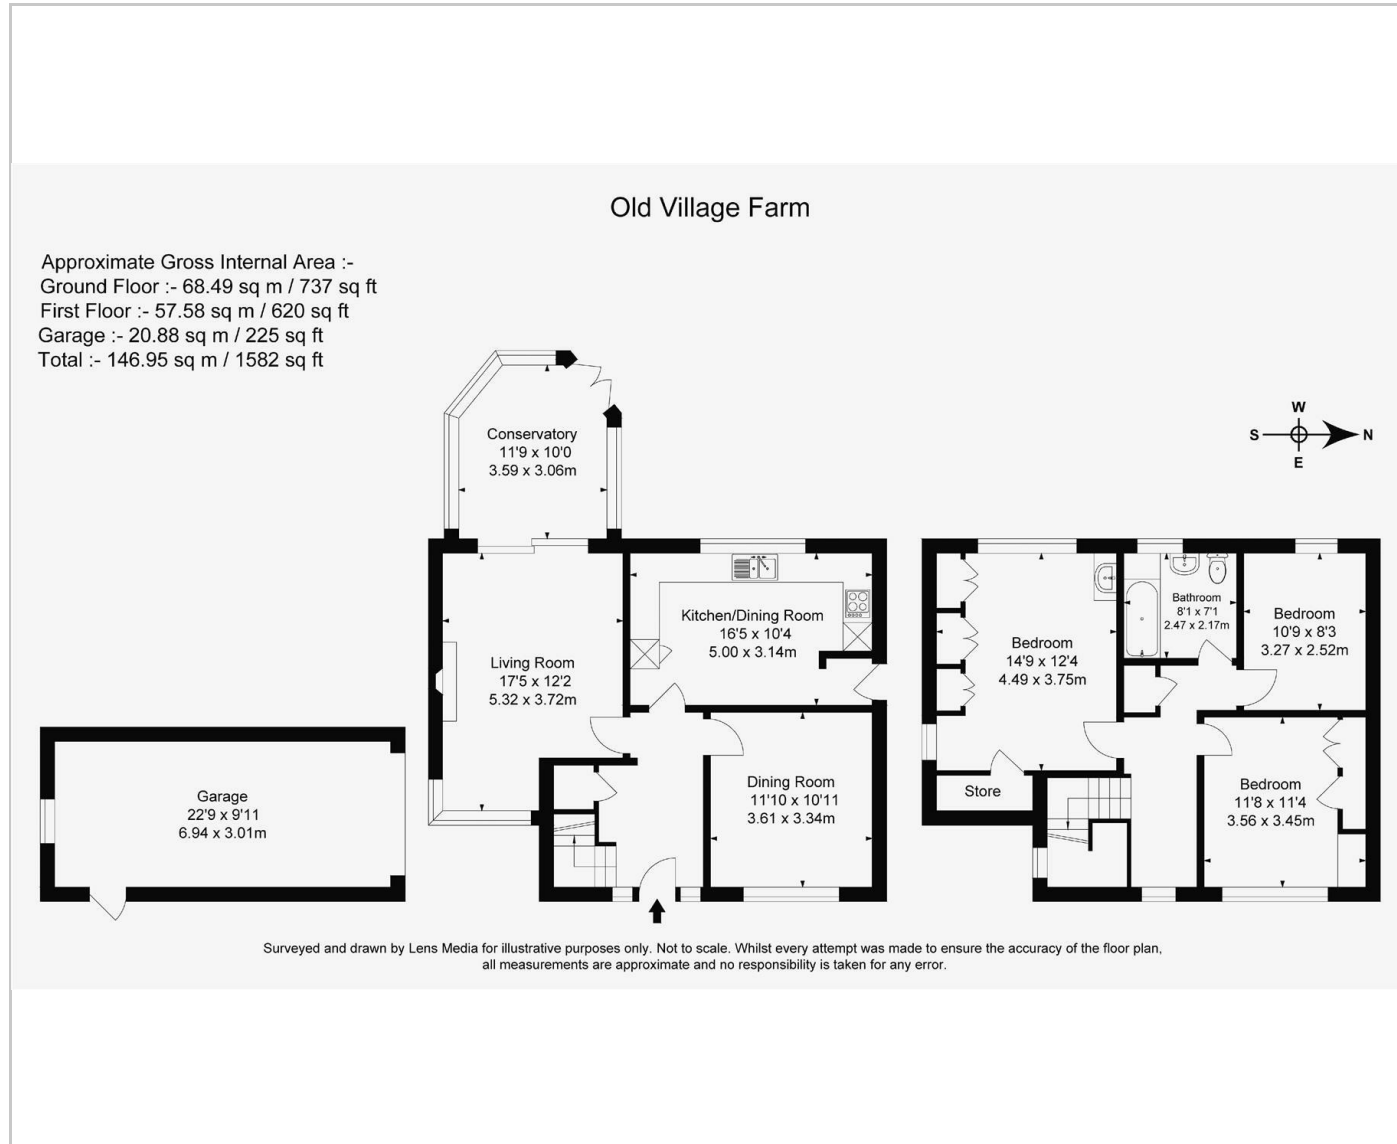 Old Village Farm
Approximate Gross Internal Area :-
Ground Floor :- 68.49 sq m / 737 sq ft
First Floor :- 57.58 sq m / 620 sq ft
Garage :- 20.88 sq m / 225 sq ft
Total :- 146.95 sq m / 1582 sq ft
W
S
N
E
Conservatory
11'9 x 10'0
3.59 x 3.06m
Kitchen/Dining Room
16'5 x 10'4
5.00 x 3.14m
Living Room
17'5 x 12'2
5.32 x 3.72m
Dining Room
11'10 x 10'11
3.61 x 3.34m
Garage
22'9 x 9'11
6.94 x 3.01m
Bedroom
14'9 x 12'4
4.49 x 3.75m
Bathroom
8'1 x 7'1
2.47 x 2.17m
Bedroom
10'9 x 8'3
3.27 x 2.52m
Store
Bedroom
11'8 x 11'4
3.56 x 3.45m
Surveyed and drawn by Lens Media for illustrative purposes only. Not to scale. Whilst every attempt was made to ensure the accuracy of the floor plan,
all measurements are approximate and no responsibility is taken for any error.